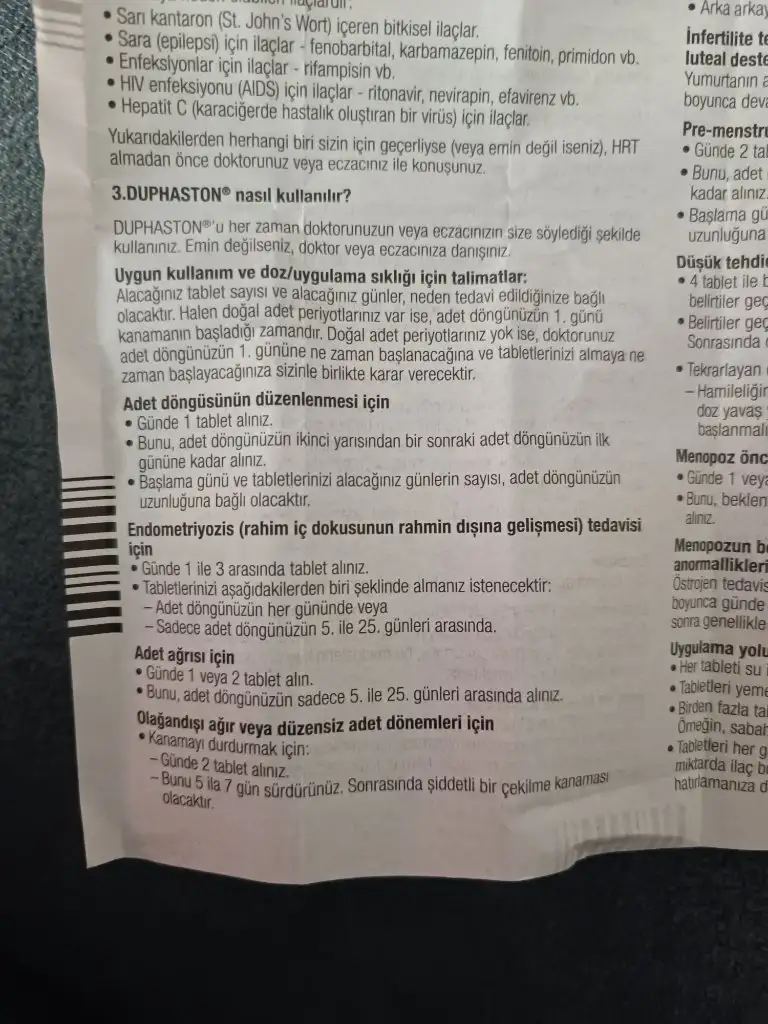 ilaçlardır:
• Sarı kantaron (St. John's Wort) içeren bitkisel ilaçlar.
• Sara (epilepsi) için ilaçlar - fenobarbital, karbamazepin, fenitoin, primidon vb.
• Enfeksiyonlar için ilaçlar - rifampisin vb.
• HIV enfeksiyonu (AIDS) için ilaçlar - ritonavir, nevirapin, efavirenz vb.
• Hepatit C (karaciğerde hastalık oluştıran bir virüs) için ilaçlar.
Yukarıdakilerden herhangi biri sizin için geçerliyse (veya emin değil iseniz), HRT
almadan önce doktorunuz veya eczacınız ile konuşunuz.
3.DUPHASTON® nasıl kullanılır?
DUPHASTON®'u her zaman doktorunuzun veya eczacınızın size söylediği şekilde
kullanınız. Emin değilseniz, doktor veya eczacınıza danışınız.
Uygun kullanım ve doz/uygulama sıklığı için talimatlar:
Alacağınız tablet sayısı ve alacağınız günler, neden tedavi edildiğinize bağlı
olacaktır. Halen doğal adet periyotlarınız var ise, adet döngünüzün 1. günü
kanamanın başladığı zamandır. Doğal adet periyotlarınız yok ise, doktorunuz
adet döngünüzün 1. gününe ne zaman başlanacağına ve tabletlerinizi almaya ne
zaman başlayacağınıza sizinle birlikte karar verecektir.
Adet döngüsünün düzenlenmesi için
• Günde 1 tablet alınız.
• Bunu, adet döngünüzün ikinci yarısından bir sonraki adet döngünüzün ilk
gününe kadar alınız.
• Başlama günü ve tabletlerinizi alacağınız günlerin sayısı, adet döngünüzün
uzunluğuna bağlı olacaktır.
Endometriyozis (rahim iç dokusunun rahmin dışına gelişmesi) tedavisi
için
• Günde 1 ile 3 arasında tablet alınız.
• Tabletlerinizi aşağıdakilerden biri şeklinde almanız istenecektir:
– Adet döngünüzün her gününde veya
– Sadece adet döngünüzün 5. ile 25. günleri arasında.
Adet ağrısı için
• Günde 1 veya 2 tablet alın.
• Bunu, adet döngünüzün sadece 5. ile 25. günleri arasında alınız.
Olağandışı ağır veya düzensiz adet dönemleri için
• Kanamayı durdurmak için:
– Günde 2 tablet alınız.
– Bunu 5 ila 7 gün sürdürünüz. Sonrasında şiddetli bir çekilme kanaması
olacaktır.
• Arka arkay
İnfertilite te
luteal deste
Yumurtanın a
boyunca deva
Pre-menstru
• Günde 2 tal
• Bunu, adet
kadar alınız.
• Başlama gü
uzunluğuna
Düşük tehdi
• 4 tablet ile b
belirtiler geç
• Belirtiler geç
Sonrasında
• Tekrarlayan
– Hamileliğin
doz yavaş
başlanmalı
Menopoz önc
• Günde 1 veya
• Bunu, beklen
alınız.
Menopozun be
anormallikleri
Östrojen tedavis
boyunca günde
sonra genellikle
Uygulama yolu
• Her tableti su
• Tabletleri yeme
• Birden fazla ta
Örneğin, sabah
• Tabletleri her g
miktarda ilaç b
hatırlamanıza d